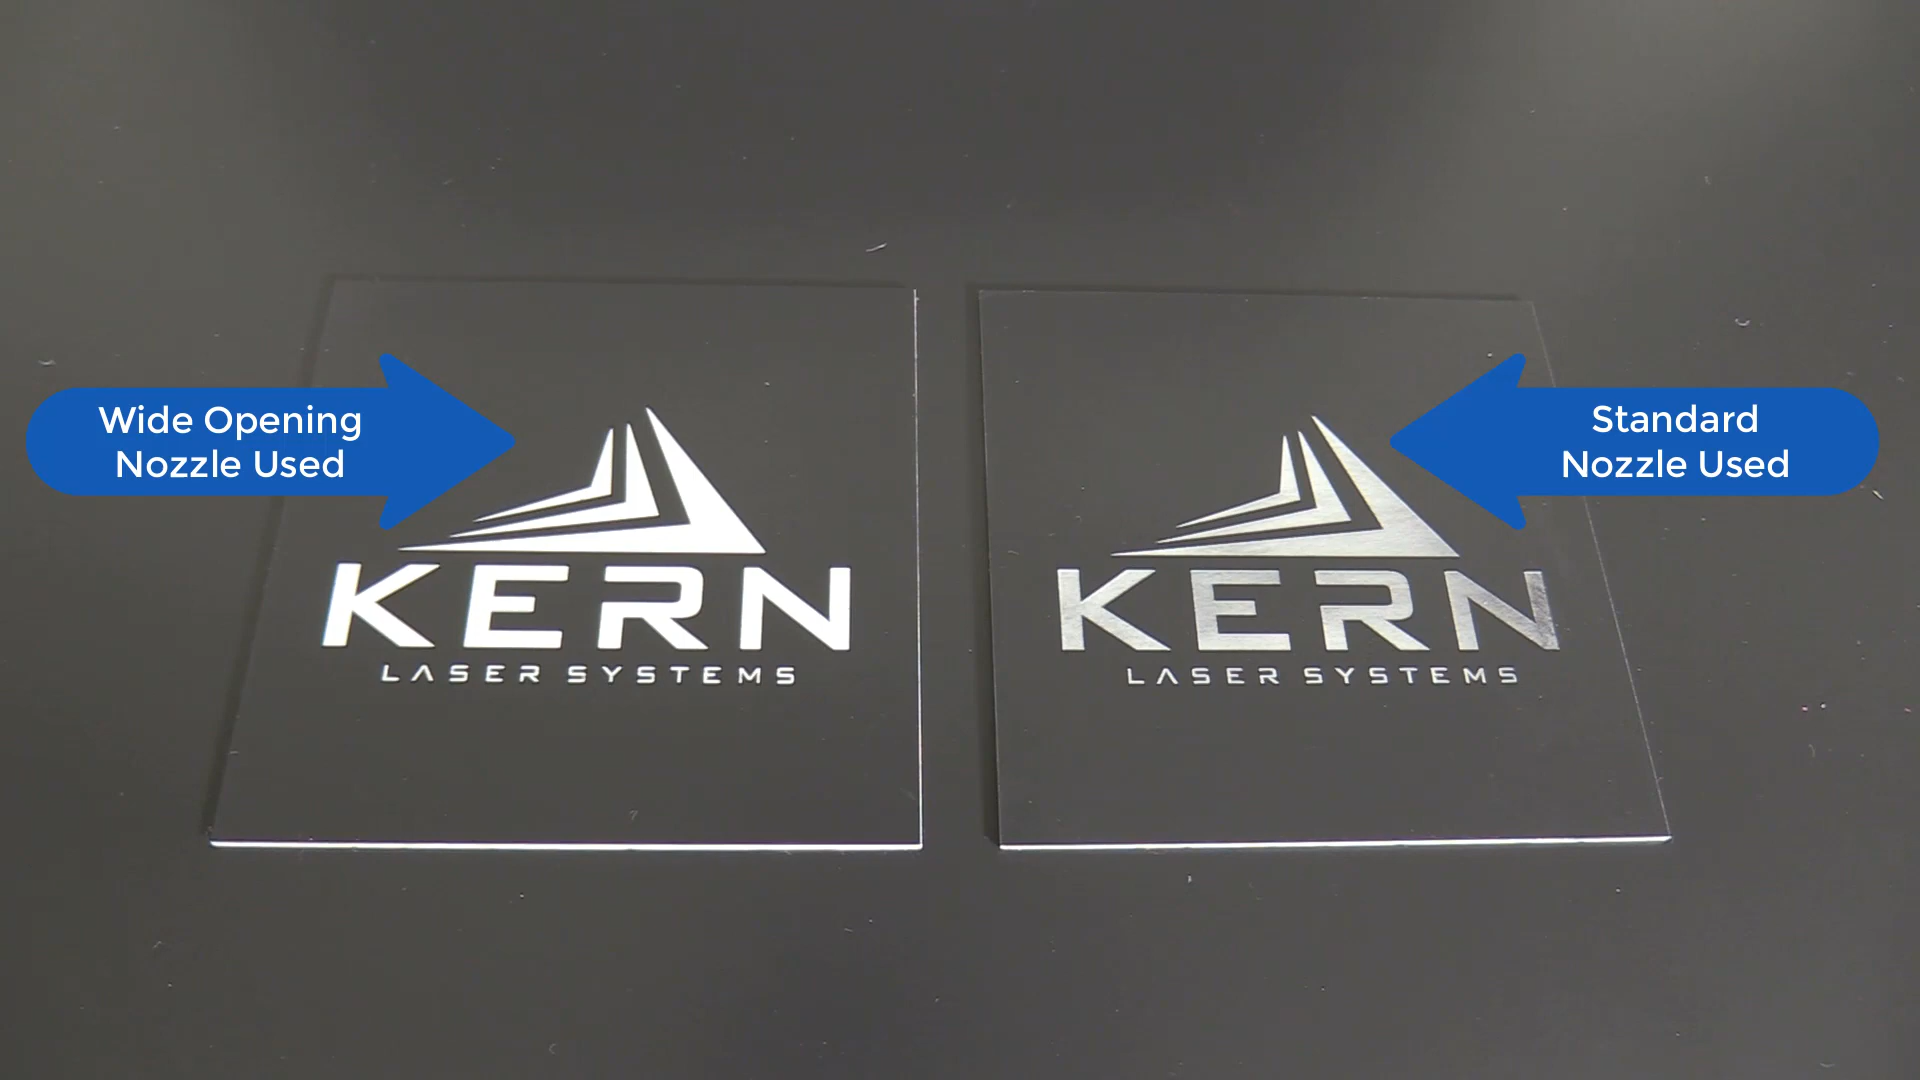 Wide Opening
Nozzle Used
Standard
Nozzle Used
KERN
LASER SYSTEMS
KERN
LASER SYSTEMS